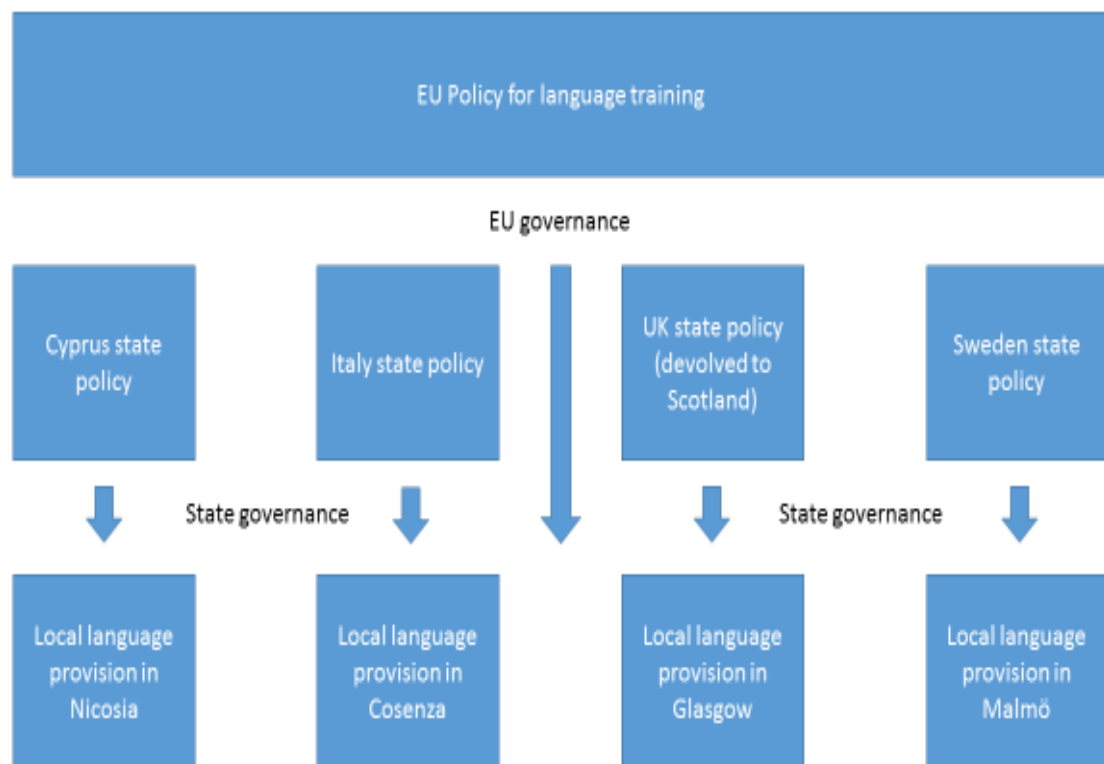 EU Policy for language training
EU governance
Cyprus state
policy
Italy state policy
UK state policy
(devolved to
Scotland)
Sweden state
policy
State governance
State governance
Local language
provision in
Nicosia
Local language
provision in
Cosenza
Local language
provision in
Glasgow
Local language
provision in
Malmö